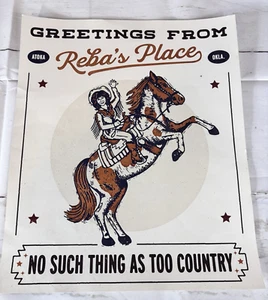 GREETINGS FROM
ATOKA Reba's Place OKLA.
NO SUCH THING AS TOO COUNTRY